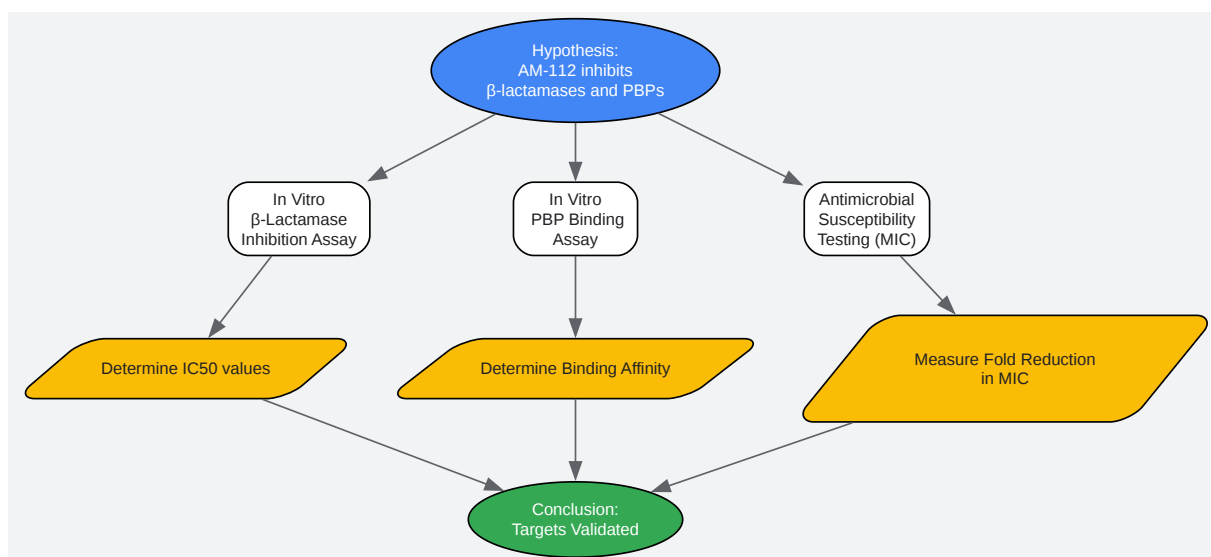 Hypothesis:
AM-112 inhibits
β-lactamases and PBPs
In Vitro
β-Lactamase
Inhibition Assay
In Vitro
PBP Binding
Assay
Antimicrobial
Susceptibility
Testing (MIC)
Determine IC50 values
Determine Binding Affinity
Measure Fold Reduction
in MIC
Conclusion:
Targets Validated